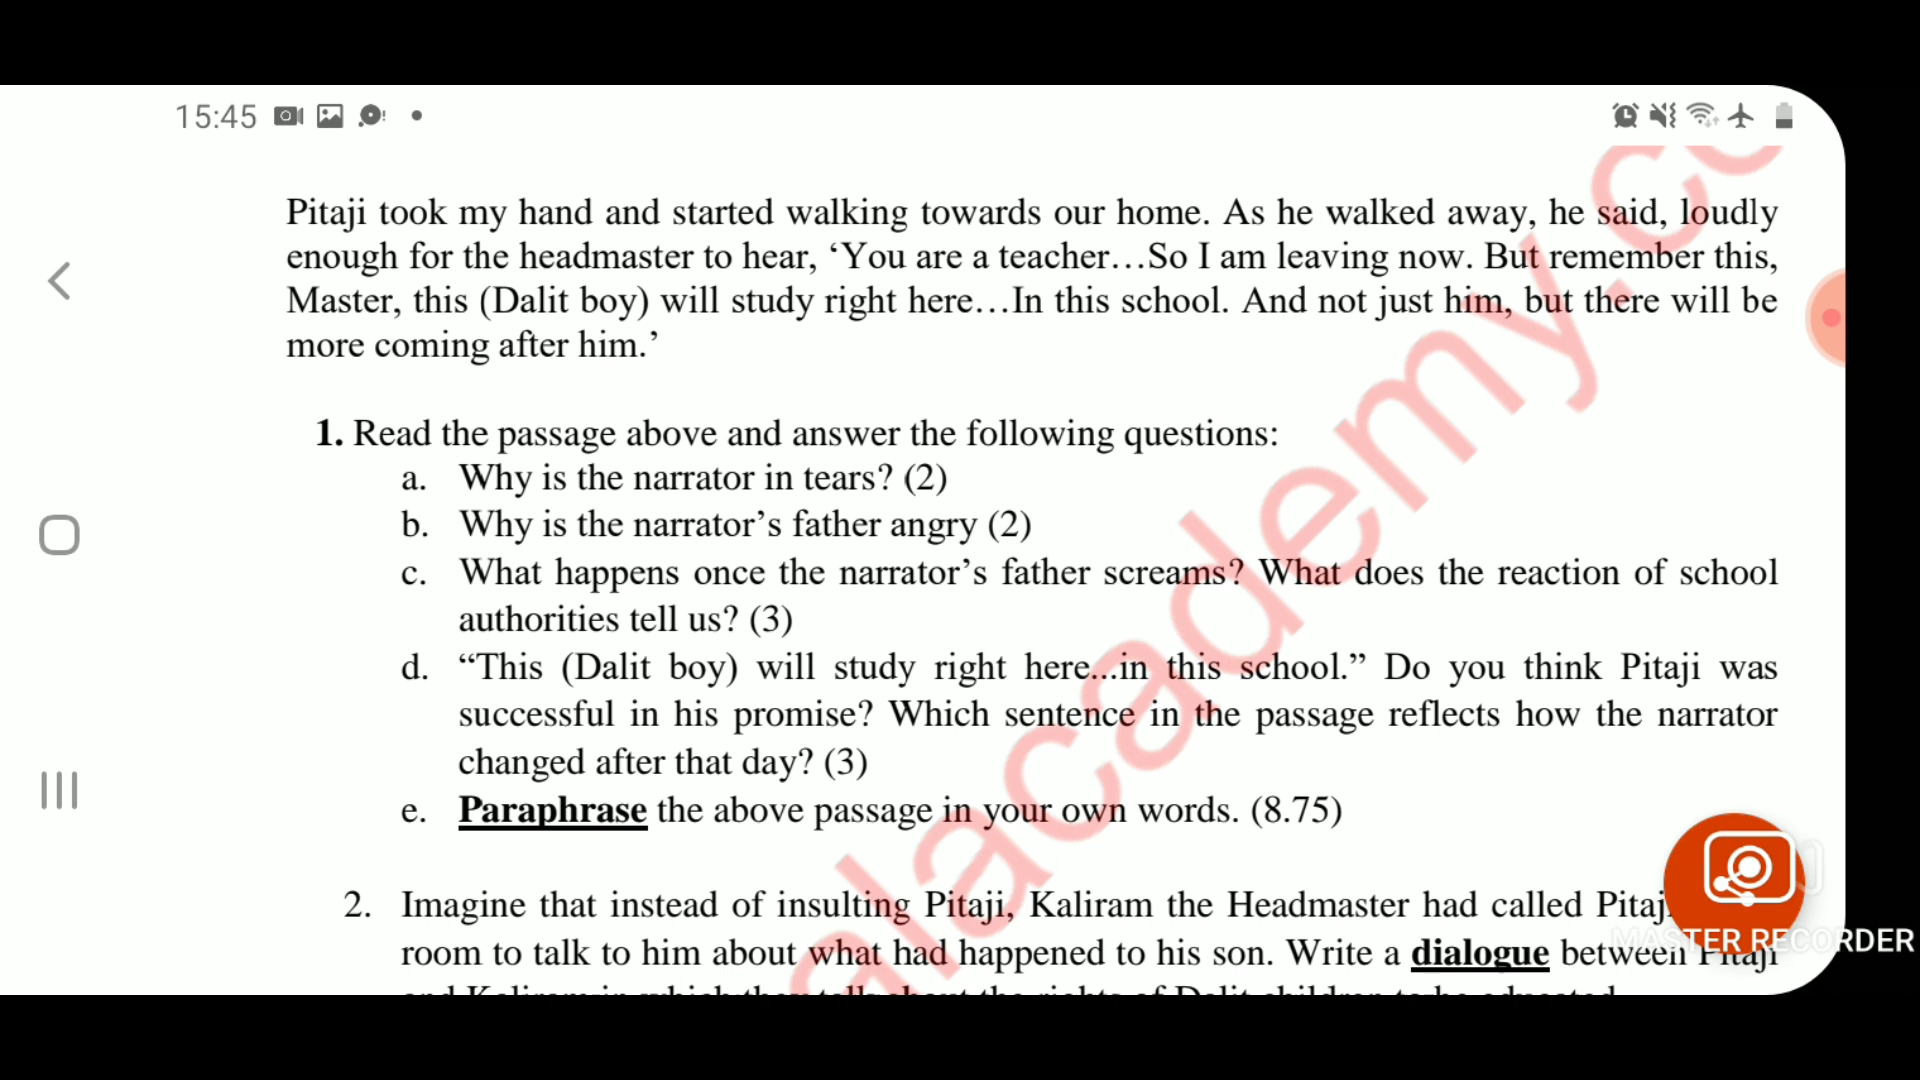 15:45
Pitaji took my hand and started walking towards our home. As he walked away, he said, loudly
enough for the headmaster to hear, ‘You are a teacher…So I am leaving now. But remember this,
Master, this (Dalit boy) will study right here…In this school. And not just him, but there will be
more coming after him.’
1. Read the passage above and answer the following questions:
a. Why is the narrator in tears? (2)
b. Why is the narrator’s father angry (2)
c. What happens once the narrator’s father screams? What does the reaction of school
authorities tell us? (3)
d. “This (Dalit boy) will study right here...in this school.” Do you think Pitaji was
successful in his promise? Which sentence in the passage reflects how the narrator
changed after that day? (3)
e. Paraphrase the above passage in your own words. (8.75)
2. Imagine that instead of insulting Pitaji, Kaliram the Headmaster had called Pitaji
room to talk to him about what had happened to his son. Write a dialogue between Pitaji
alacademy.co
MASTER RECORDER